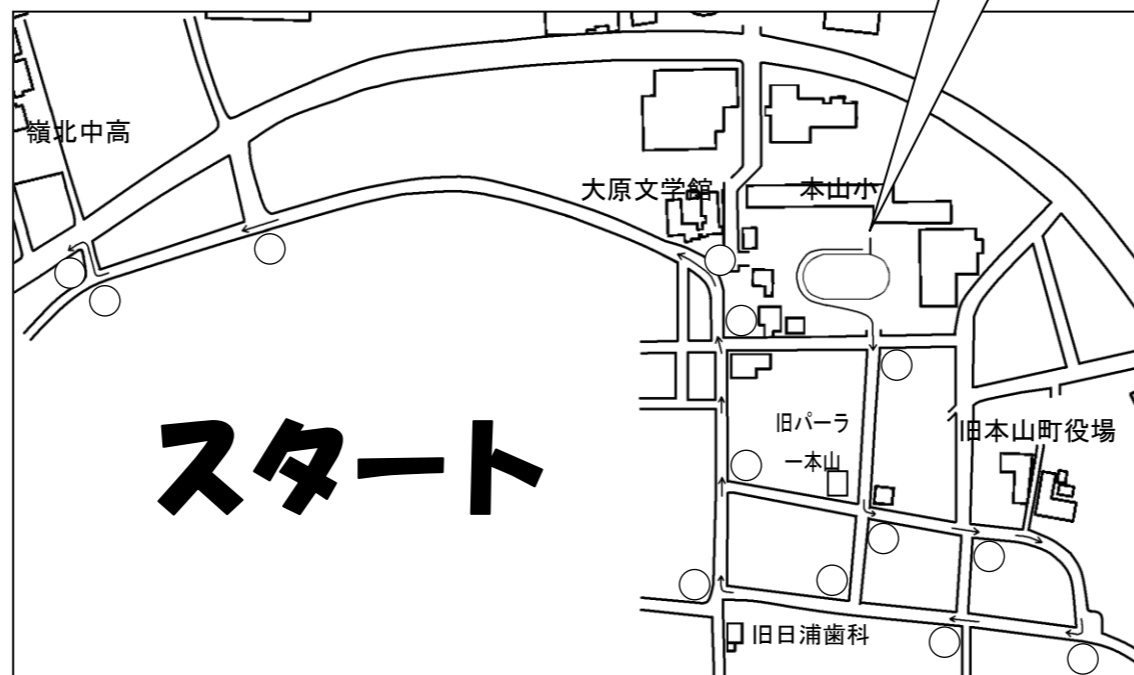 嶺北中高
大原文学館
本山小
旧パーラ
ー本山
旧本山町役場
スタート
旧日浦歯科